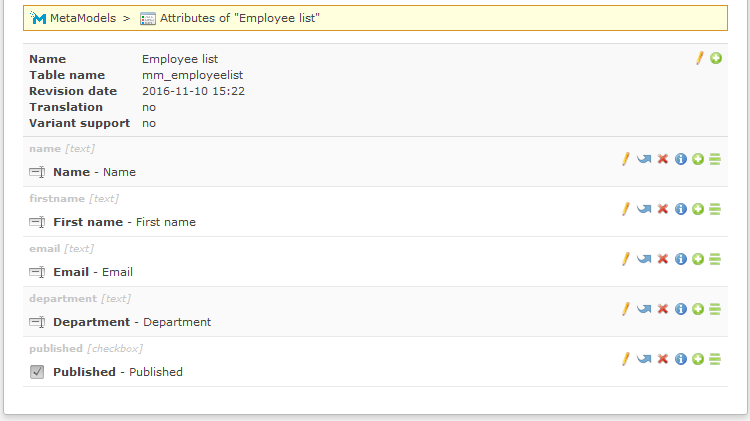 MetaModels > Attributes of "Employee list"
Name Employee list
Table name mm_employeelist
Revision date 2016-11-10 15:22
Translation no
Variant support no
name [text]
Name - Name
firstname [text]
First name - First name
email [text]
Email - Email
department [text]
Department - Department
published [checkbox]
Published - Published